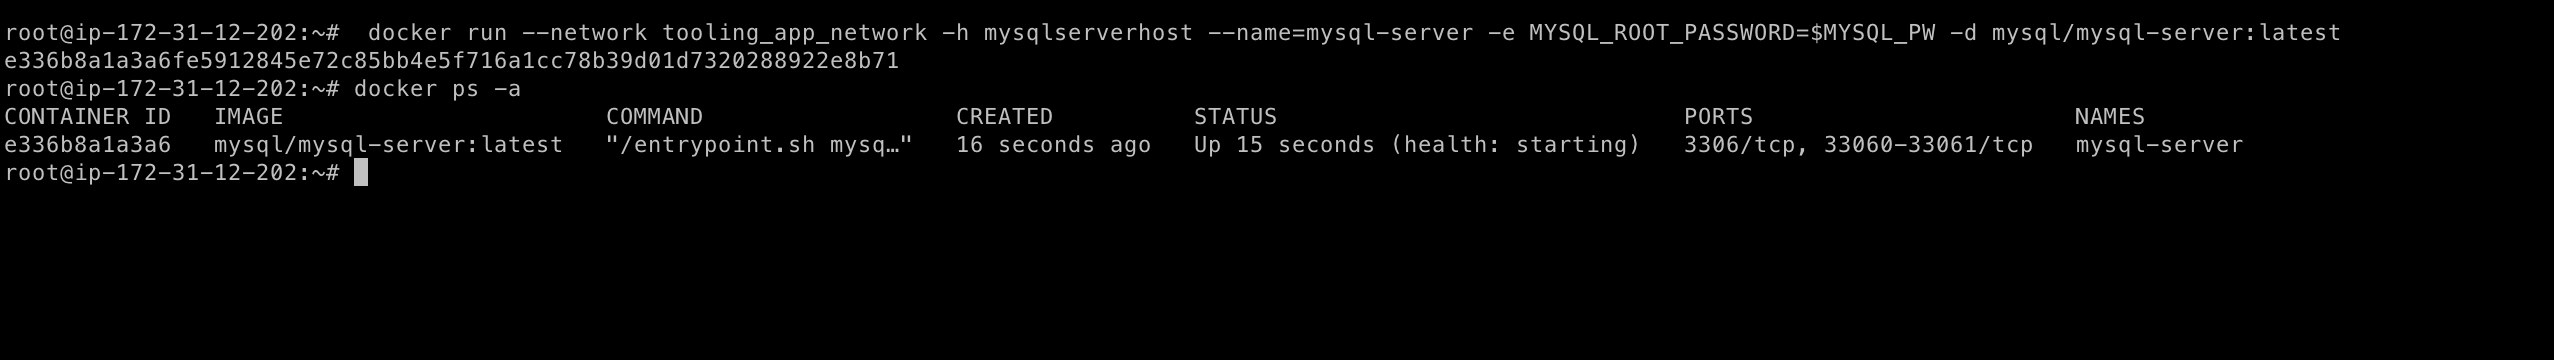 root@ip-172-31-12-202:~#  docker run --network tooling_app_network -h mysqlserverhost --name=mysql-server -e MYSQL_ROOT_PASSWORD=$MYSQL_PW -d mysql/mysql-server:latest
e336b8a1a3a6fe5912845e72c85bb4e5f716a1cc78b39d01d7320288922e8b71
root@ip-172-31-12-202:~# docker ps -a
CONTAINER ID   IMAGE                       COMMAND                  CREATED          STATUS                             PORTS                       NAMES
e336b8a1a3a6   mysql/mysql-server:latest   "/entrypoint.sh mysq…"   16 seconds ago   Up 15 seconds (health: starting)   3306/tcp, 33060-33061/tcp   mysql-server
root@ip-172-31-12-202:~#